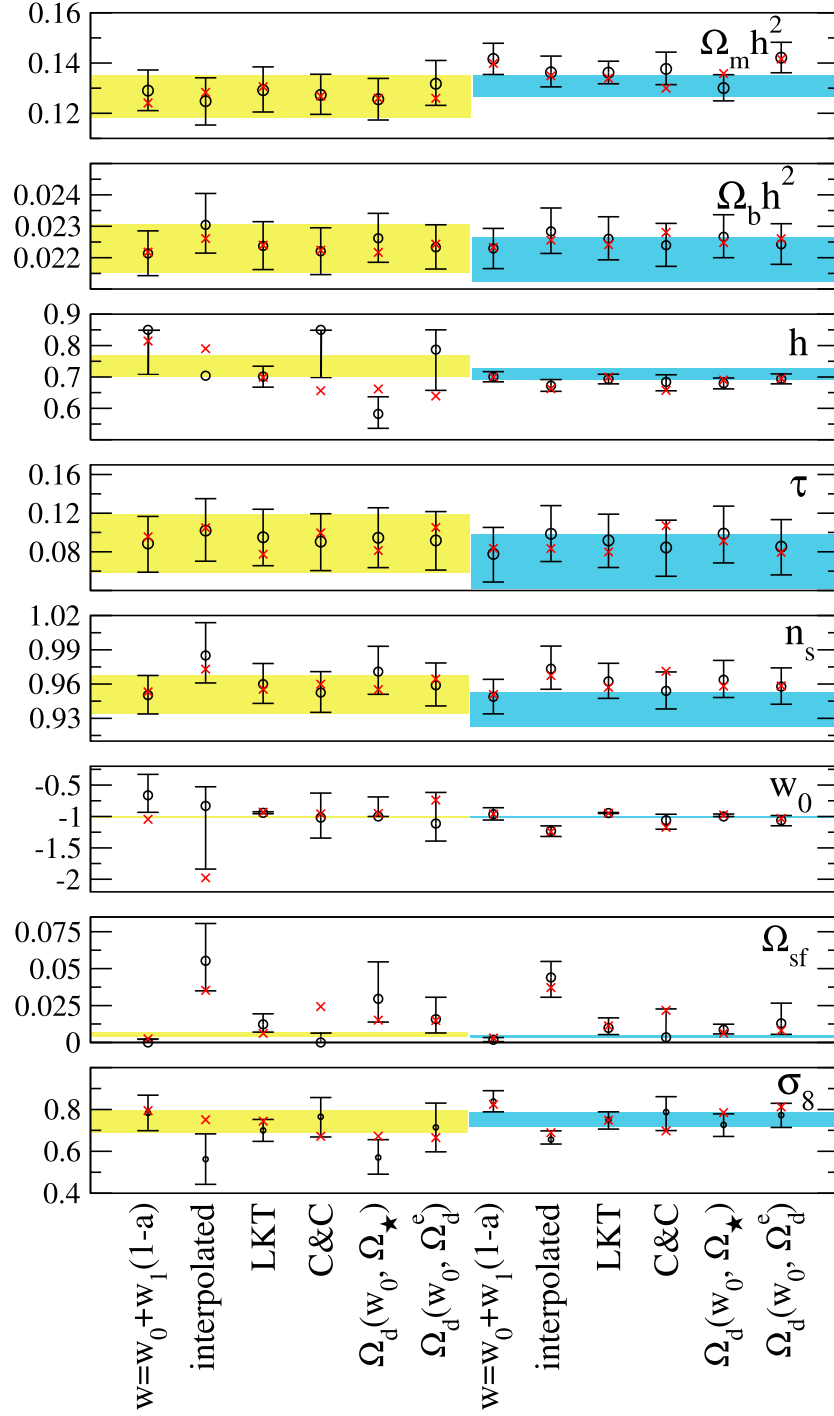 0.16
0.14
0.12
Ω_m h^2
0.024
0.023
0.022
Ω_b h^2
0.9
0.8
0.7
0.6
h
0.16
0.12
0.08
τ
1.02
0.99
0.96
0.93
n_s
-0.5
-1
-1.5
-2
w_0
0.075
0.05
0.025
0
Ω_sf
0.8
0.6
0.4
σ_8
w=w_0+w_1(1-a)
interpolated
LKT
C&C
Ω_d(w_0, Ω_★)
Ω_d(w_0, Ω_d^e)
w=w_0+w_1(1-a)
interpolated
LKT
C&C
Ω_d(w_0, Ω_★)
Ω_d(w_0, Ω_d^e)